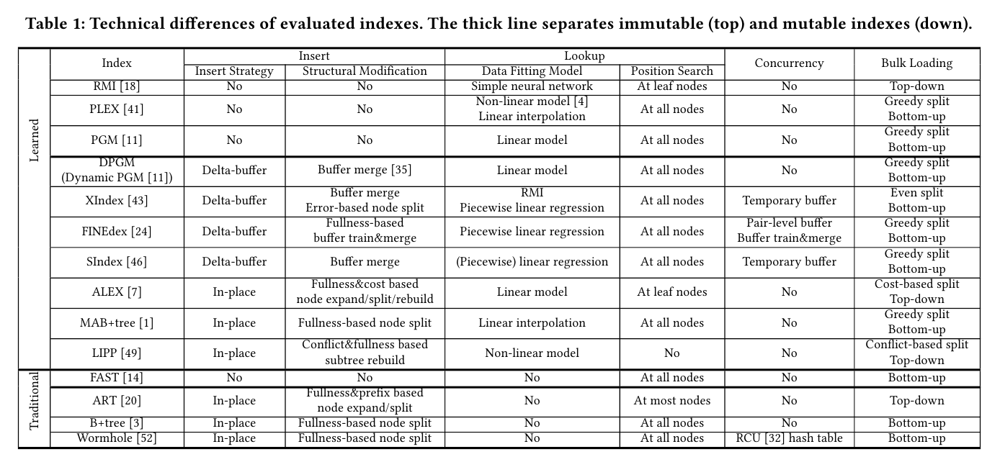 Table 1: Technical differences of evaluated indexes. The thick line separates immutable (top) and mutable indexes (down).
Index Insert Lookup Concurrency Bulk Loading
Insert Strategy Structural Modification Data Fitting Model Position Search
Learned
RMI [18] No No Simple neural network At leaf nodes No Top-down
PLEX [41] No No Non-linear model [4] At all nodes No Greedy split
Linear interpolation Bottom-up
PGM [11] No No Linear model At all nodes No Greedy split
Bottom-up
DPGM Delta-buffer Buffer merge [35] Linear model At all nodes No Greedy split
(Dynamic PGM [11]) Bottom-up
XIndex [43] Delta-buffer Buffer merge RMI At all nodes Temporary buffer Even split
Error-based node split Piecewise linear regression Bottom-up
FINEdex [24] Delta-buffer Fullness-based Piecewise linear regression At all nodes Pair-level buffer Greedy split
buffer train&merge Buffer train&merge Bottom-up
SIndex [46] Delta-buffer Buffer merge (Piecewise) linear regression At all nodes Temporary buffer Greedy split
Bottom-up
ALEX [7] In-place Fullness&cost based Linear model At leaf nodes No Cost-based split
node expand/split/rebuild Top-down
MAB+tree [1] In-place Fullness-based node split Linear interpolation At all nodes No Greedy split
Bottom-up
LIPP [49] In-place Conflict&fullness based Non-linear model No No Conflict-based split
subtree rebuild Top-down
Traditional
FAST [14] No No No At all nodes No Bottom-up
ART [20] In-place Fullness&prefix based No At most nodes No Top-down
node expand/split
B+tree [3] In-place Fullness-based node split No At all nodes No Bottom-up
Wormhole [52] In-place Fullness-based node split No At all nodes RCU [32] hash table Bottom-up